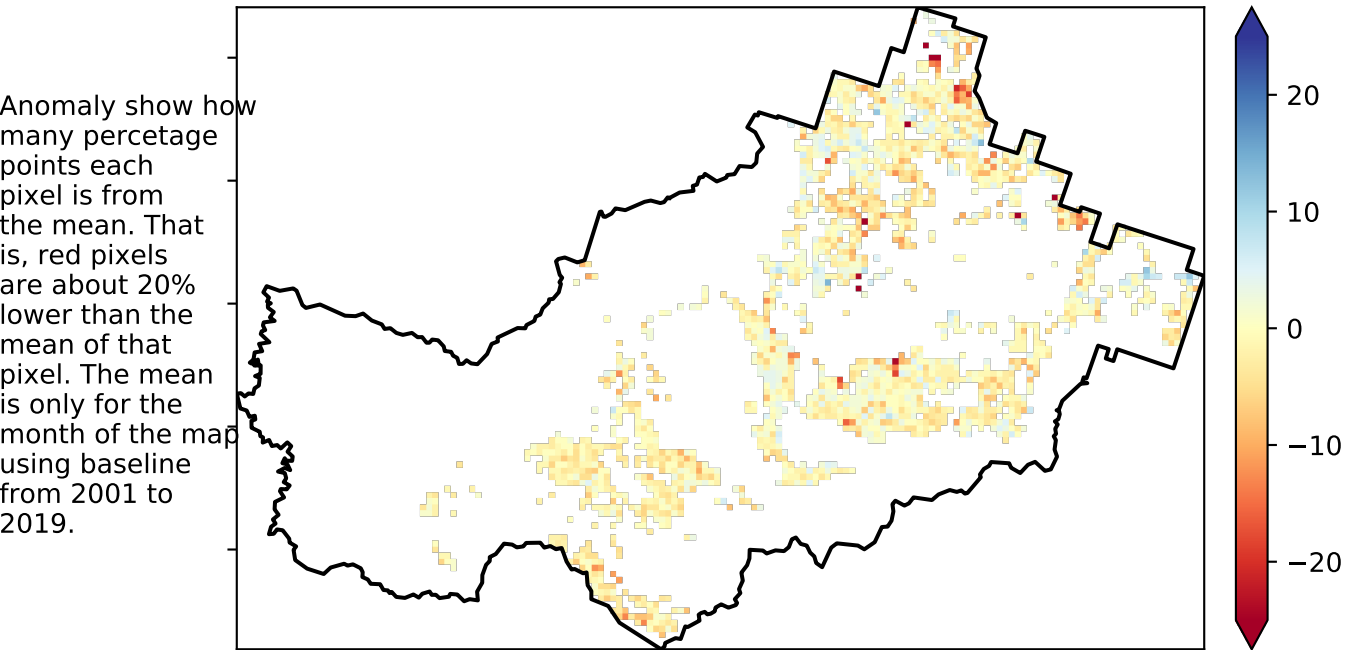 Anomaly show how
many percetage
points each
pixel is from
the mean. That
is, red pixels
are about 20%
lower than the
mean of that
pixel. The mean
is only for the
month of the map
using baseline
from 2001 to
2019.
20
10
0
−10
−20